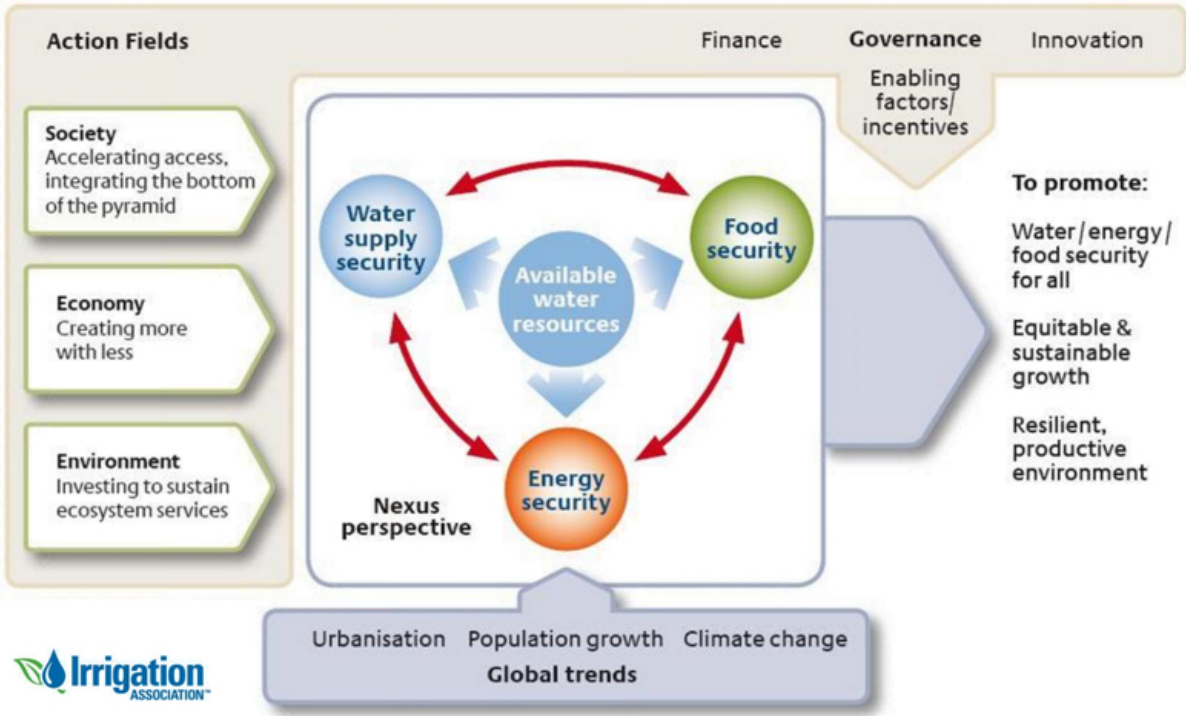 Action Fields
Finance
Governance
Innovation
Enabling
factors/
incentives
Society
Accelerating access,
integrating the bottom
of the pyramid
Economy
Creating more
with less
Environment
Investing to sustain
ecosystem services
Water
supply
security
Food
security
Available
water
resources
Energy
security
Nexus
perspective
To promote:
Water/energy/
food security
for all
Equitable &
sustainable
growth
Resilient,
productive
environment
Urbanisation Population growth Climate change
Global trends
Irrigation
ASSOCIATION™